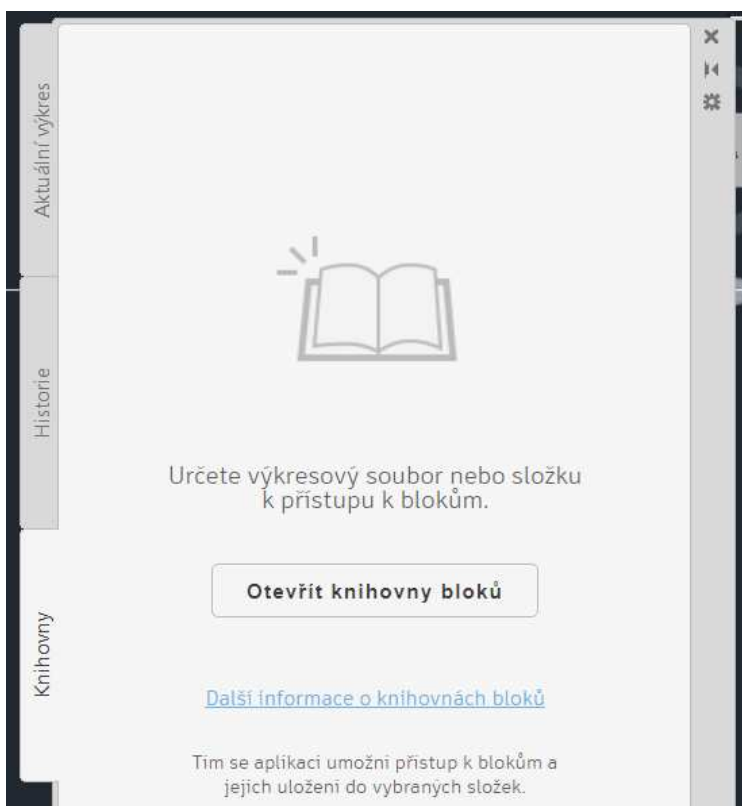 Aktuální výkres
Historie
Knihovny
Určete výkresový soubor nebo složku
k přístupu k blokům.
Otevřít knihovny bloků
Další informace o knihovnách bloků
Tím se aplikaci umožní přístup k blokům a
jejich uložení do vybraných složek.